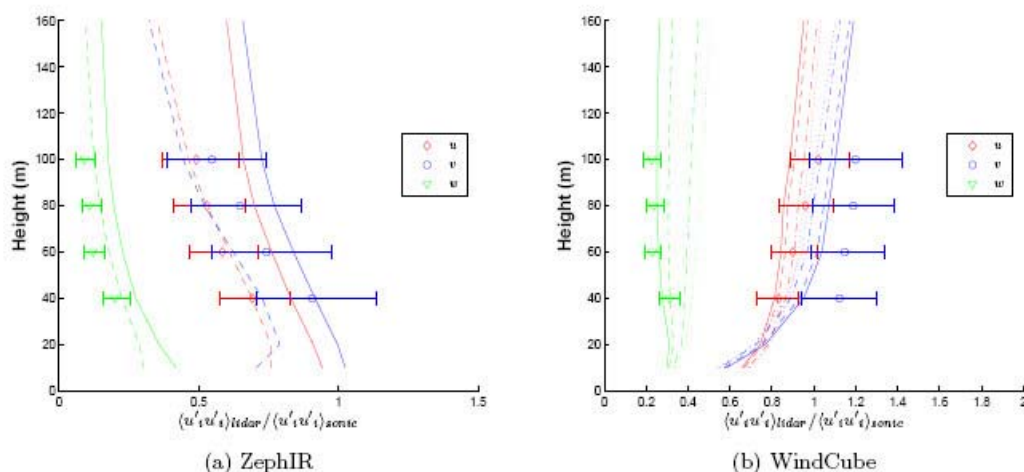 160
140
120
100
80
60
40
20
0
Height (m)
0 0.5 1 1.5
⟨u'ᵢu'ᵢ⟩lidar/⟨u'ᵢu'ᵢ⟩sonic
u
v
w
(a) ZephIR
160
140
120
100
80
60
40
20
0
Height (m)
0 0.2 0.4 0.6 0.8 1 1.2 1.4 1.6 1.8 2
⟨u'ᵢu'ᵢ⟩lidar/⟨u'ᵢu'ᵢ⟩sonic
u
v
w
(b) WindCube